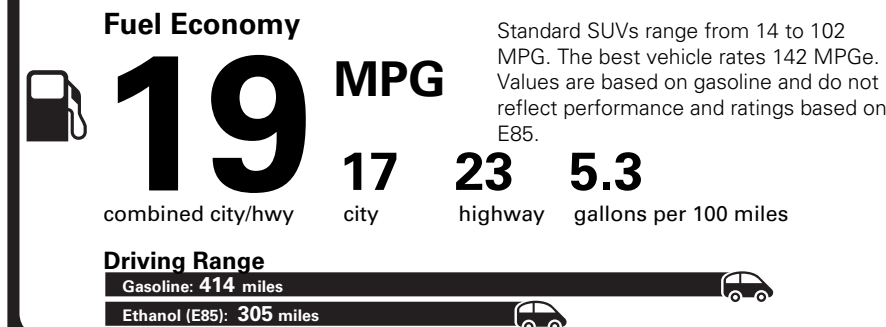 Fuel Economy
19 MPG
Standard SUVs range from 14 to 102
MPG. The best vehicle rates 142 MPGe.
Values are based on gasoline and do not
reflect performance and ratings based on
E85.
17 23 5.3
combined city/hwy city highway gallons per 100 miles
Driving Range
Gasoline: 414 miles
Ethanol (E85): 305 miles